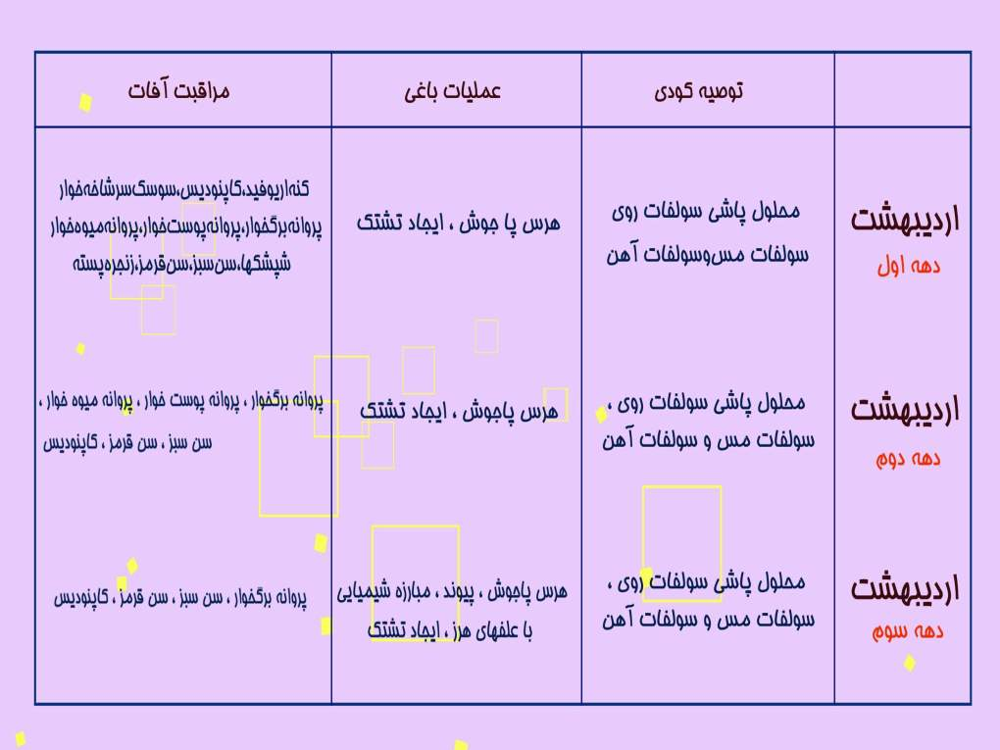 توصیه کودی
عملیات باغی
مراقبت آفات
اردیبهشت
دهه اول
محلول پاشی سولفات روی
سولفات مس‌وسولفات آهن
هرس پا جوش ، ایجاد تشتک
کنه‌اریوفید،کاپنودیس،سوسک‌سرشاخه‌خوار
پروانه‌برگخوار،پروانه‌پوست‌خوار،پروانه‌میوه‌خوار
شپشکها،سن‌سبز،سن‌قرمز،زنجره‌پسته
اردیبهشت
دهه دوم
محلول پاشی سولفات روی ،
سولفات مس و سولفات آهن
هرس پاجوش ، ایجاد تشتک
پروانه برگخوار ، پروانه پوست خوار ، پروانه میوه خوار ،
سن سبز ، سن قرمز ، کاپنودیس
اردیبهشت
دهه سوم
محلول پاشی سولفات روی ،
سولفات مس و سولفات آهن
هرس پاجوش ، پیوند ، مبارزه شیمیایی
با علفهای هرز ، ایجاد تشتک
پروانه برگخوار ، سن سبز ، سن قرمز ، کاپنودیس